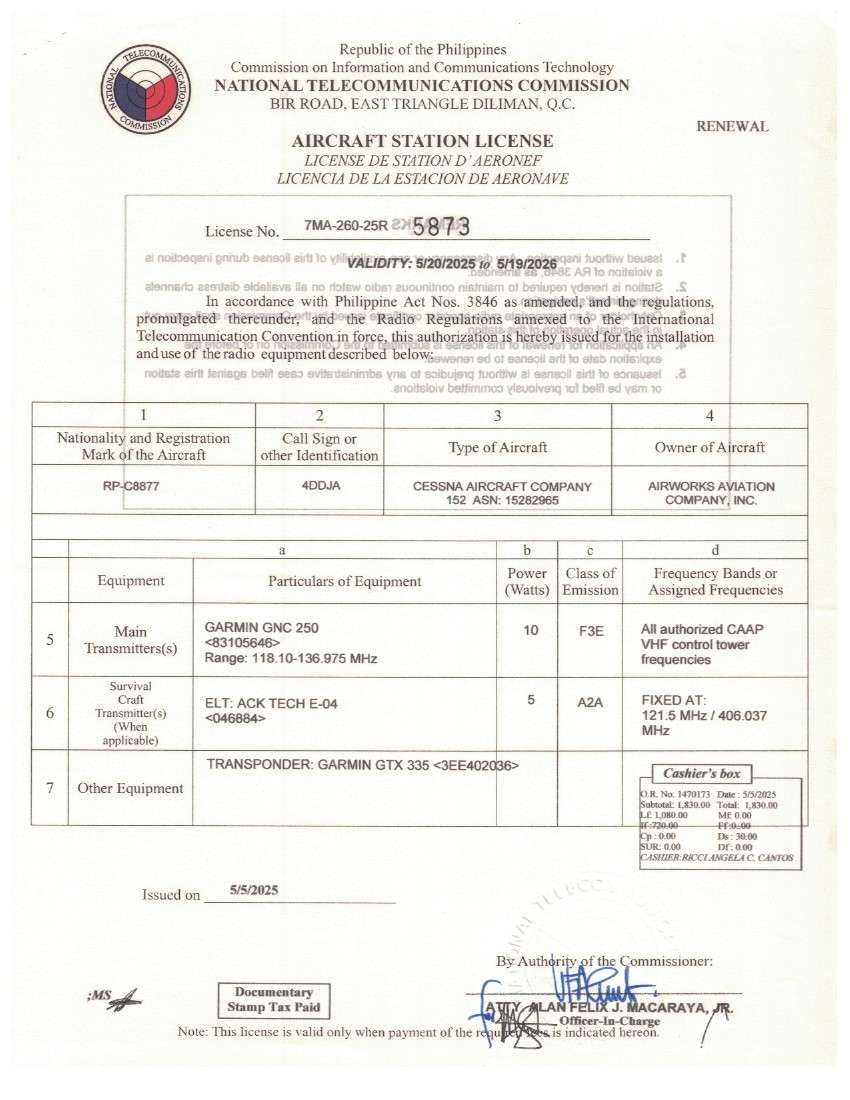 Republic of the Philippines
Commission on Information and Communications Technology
NATIONAL TELECOMMUNICATIONS COMMISSION
BIR ROAD, EAST TRIANGLE DILIMAN, Q.C.
NATIONAL TELECOMMUNICATIONS COMMISSION
RENEWAL
AIRCRAFT STATION LICENSE
LICENSE DE STATION D'AERONEF
LICENCIA DE LA ESTACION DE AERONAVE
License No. 7MA-260-25R 5873
VALIDITY: 5/20/2025 to 5/19/2026
In accordance with Philippine Act Nos. 3846 as amended, and the regulations,
promulgated thereunder, and the Radio Regulations annexed to the International
Telecommunication Convention in force, this authorization is hereby issued for the installation
and use of the radio equipment described below:
1 2 3 4
Nationality and Registration Mark of the Aircraft
Call Sign or other Identification
Type of Aircraft
Owner of Aircraft
RP-C8877
4DDJA
CESSNA AIRCRAFT COMPANY
152 ASN: 15282965
AIRWORKS AVIATION
COMPANY, INC.
a b c d
Equipment
Particulars of Equipment
Power
(Watts)
Class of
Emission
Frequency Bands or
Assigned Frequencies
5
Main
Transmitters(s)
GARMIN GNC 250
<83105646>
Range: 118.10-136.975 MHz
10
F3E
All authorized CAAP
VHF control tower
frequencies
6
Survival
Craft
Transmitter(s)
(When
applicable)
ELT: ACK TECH E-04
<046884>
5
A2A
FIXED AT:
121.5 MHz / 406.037
MHz
7
Other Equipment
TRANSPONDER: GARMIN GTX 335 <3EE402036>
Cashier's box
O.R. No: 1470173 Date : 5/5/2025
Subtotal: 1,830.00 Total: 1,830.00
LF 1,080.00 MF 0.00
If :720.00 FF:0.00
Cp : 0.00 Ds : 30.00
SUR: 0.00 Df : 0.00
CASHIER:RICCI ANGELA C. CANTOS
Issued on 5/5/2025
By Authority of the Commissioner:
;MS
Documentary
Stamp Tax Paid
ATTY. ALAN FELIX J. MACARAYA, JR.
Officer-In-Charge
Note: This license is valid only when payment of the required fees is indicated hereon.